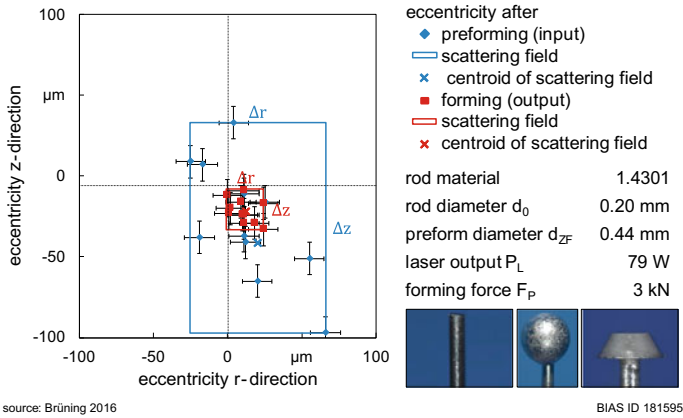 100
μm
0
μm
-100
eccentricity z-direction
Δr
Δr
Δz
Δz
-100
0
μm
100
eccentricity r-direction
eccentricity after
preforming (input)
scattering field
centroid of scattering field
forming (output)
scattering field
centroid of scattering field
rod material 1.4301
rod diameter d0 0.20 mm
preform diameter dZF 0.44 mm
laser output PL 79 W
forming force FP 3 kN
source: Brüning 2016
BIAS ID 181595